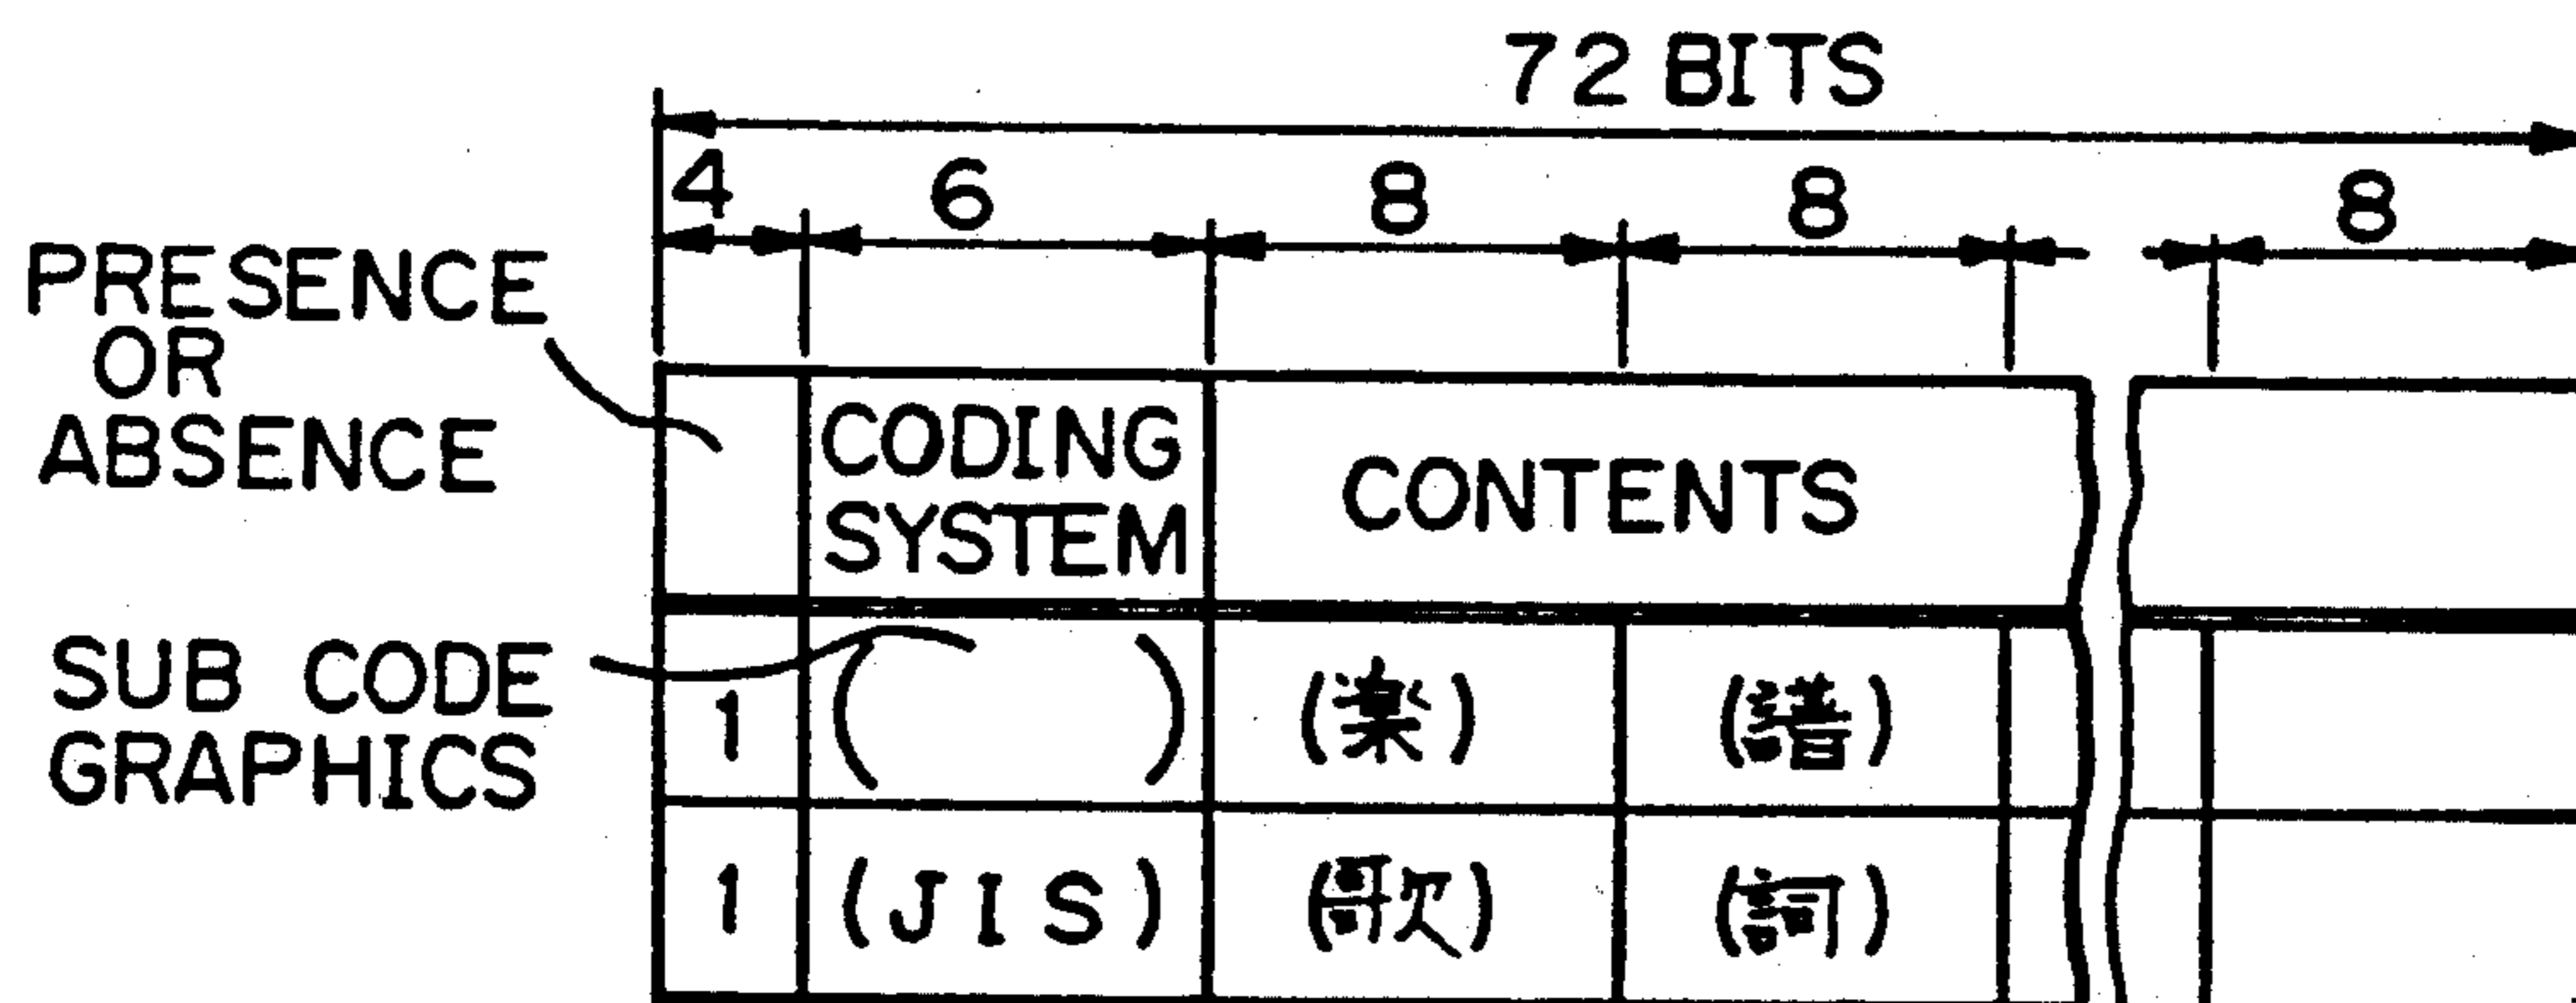 72 BITS
4 6 8 8 8
PRESENCE
OR
ABSENCE
CODING
SYSTEM
CONTENTS
SUB CODE
GRAPHICS
1 ( ) (楽) (譜)
1 (JIS) (歌) (詞)